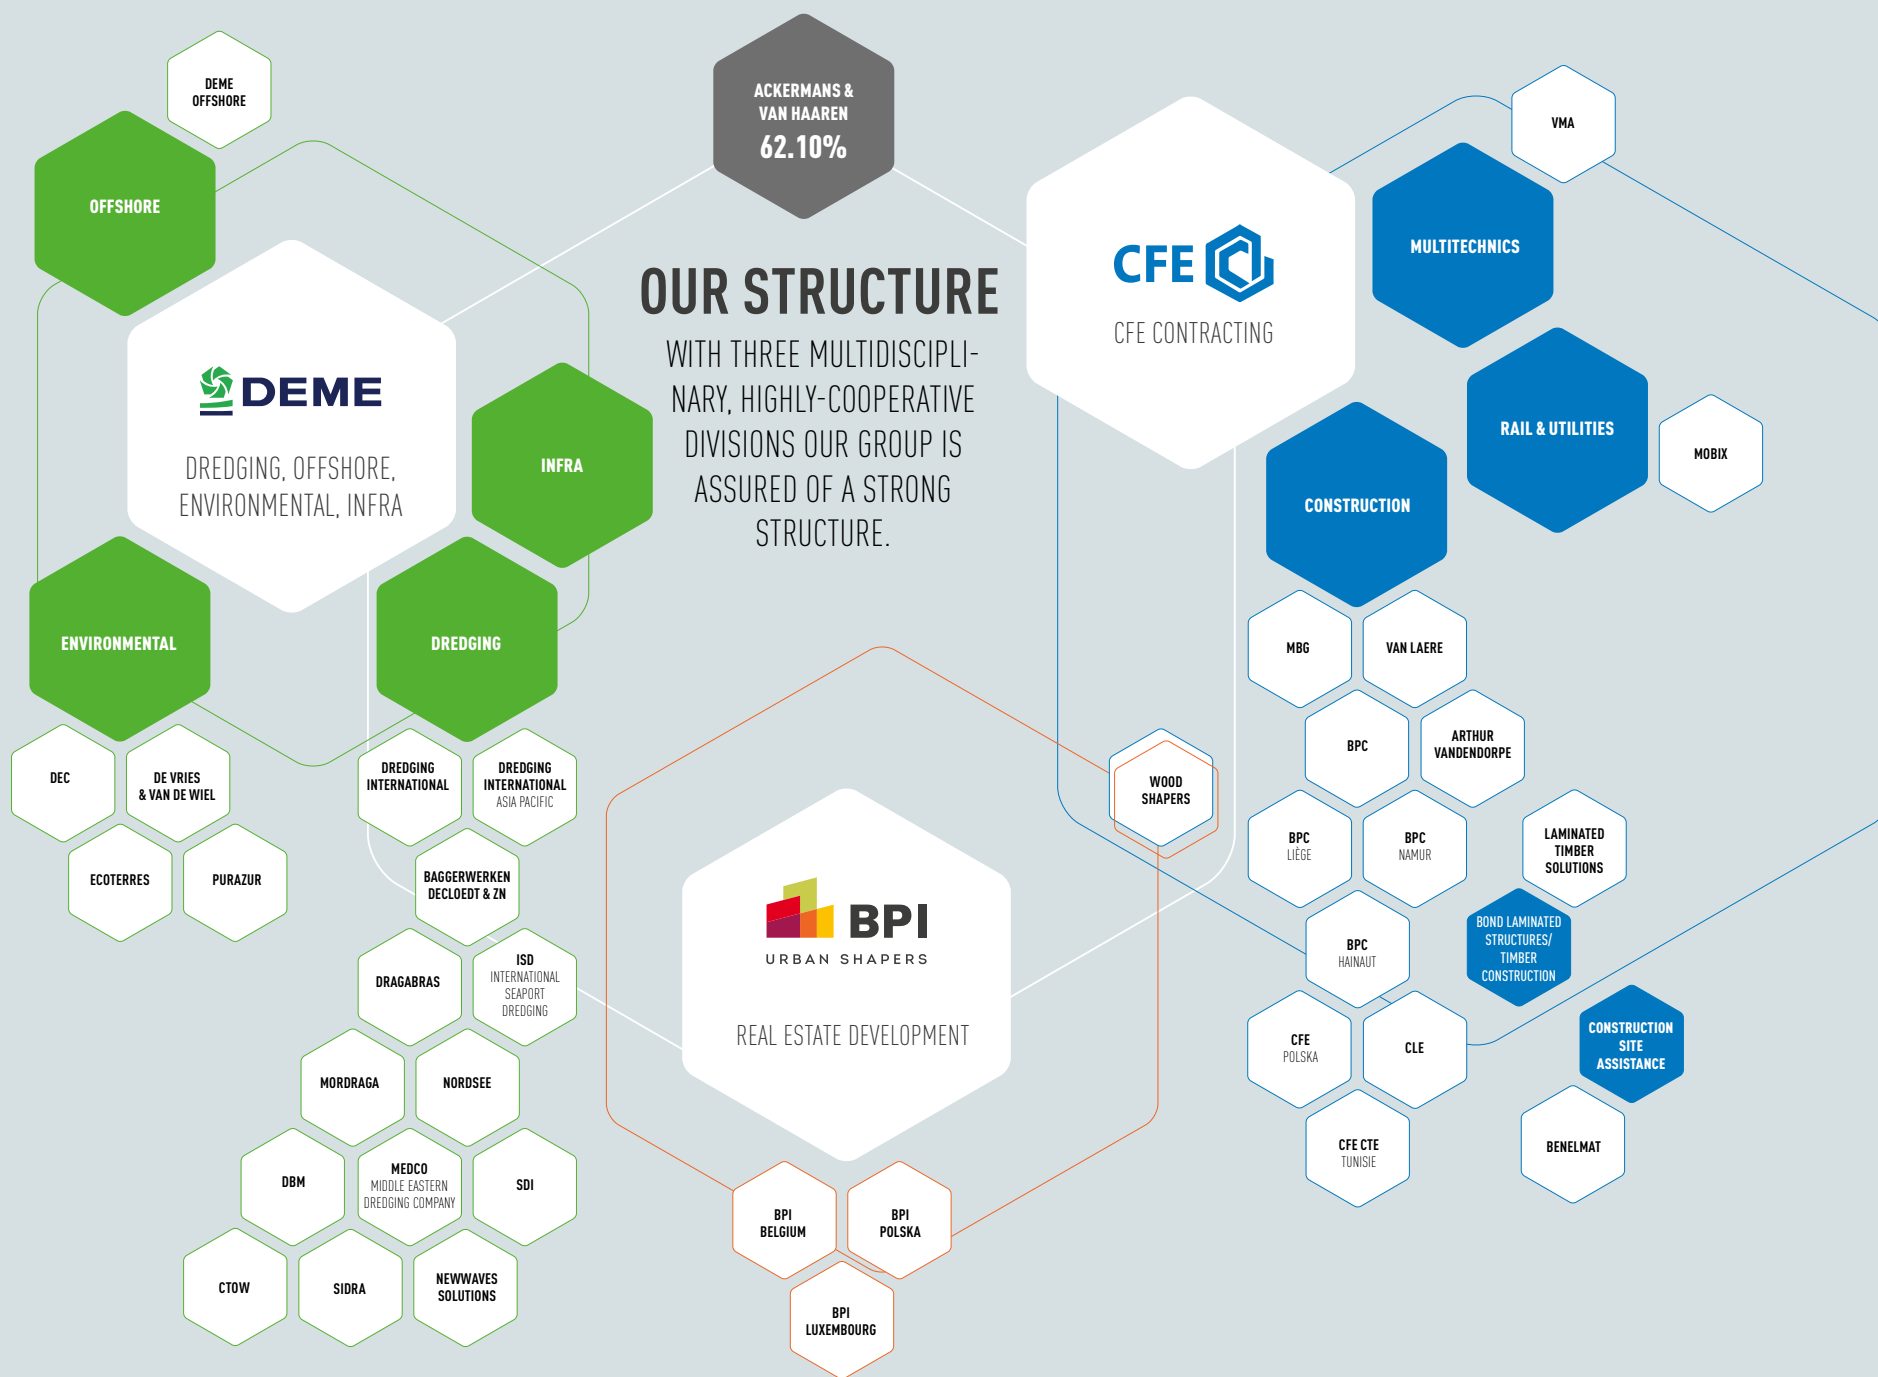 DEME
OFFSHORE
OFFSHORE
DEME
DREDGING, OFFSHORE,
ENVIRONMENTAL, INFRA
INFRA
ENVIRONMENTAL
DREDGING
DEC
DE VRIES
& VAN DE WIEL
ECOTERRES
PURAZUR
DREDGING
INTERNATIONAL
DREDGING
INTERNATIONAL
ASIA PACIFIC
BAGGERWERKEN
DECLOEDT & ZN
DRAGABRAS
ISD
INTERNATIONAL
SEAPORT
DREDGING
MORDRAGA
NORDSEE
DBM
MEDCO
MIDDLE EASTERN
DREDGING COMPANY
SDI
CTOW
SIDRA
NEWWAVES
SOLUTIONS
ACKERMANS &
VAN HAAREN
62.10%
OUR STRUCTURE
WITH THREE MULTIDISCIPLI-
NARY, HIGHLY-COOPERATIVE
DIVISIONS OUR GROUP IS
ASSURED OF A STRONG
STRUCTURE.
BPI
URBAN SHAPERS
REAL ESTATE DEVELOPMENT
BPI
BELGIUM
BPI
POLSKA
BPI
LUXEMBOURG
WOOD
SHAPERS
CFE
CFE CONTRACTING
VMA
MULTITECHNICS
RAIL & UTILITIES
MOBIX
CONSTRUCTION
MBG
VAN LAERE
BPC
ARTHUR
VANDENDORPE
BPC
LIÈGE
BPC
NAMUR
LAMINATED
TIMBER
SOLUTIONS
BPC
HAINAUT
BOND LAMINATED
STRUCTURES/
TIMBER
CONSTRUCTION
CFE
POLSKA
CLE
CONSTRUCTION
SITE
ASSISTANCE
CFE CTE
TUNISIE
BENELMAT